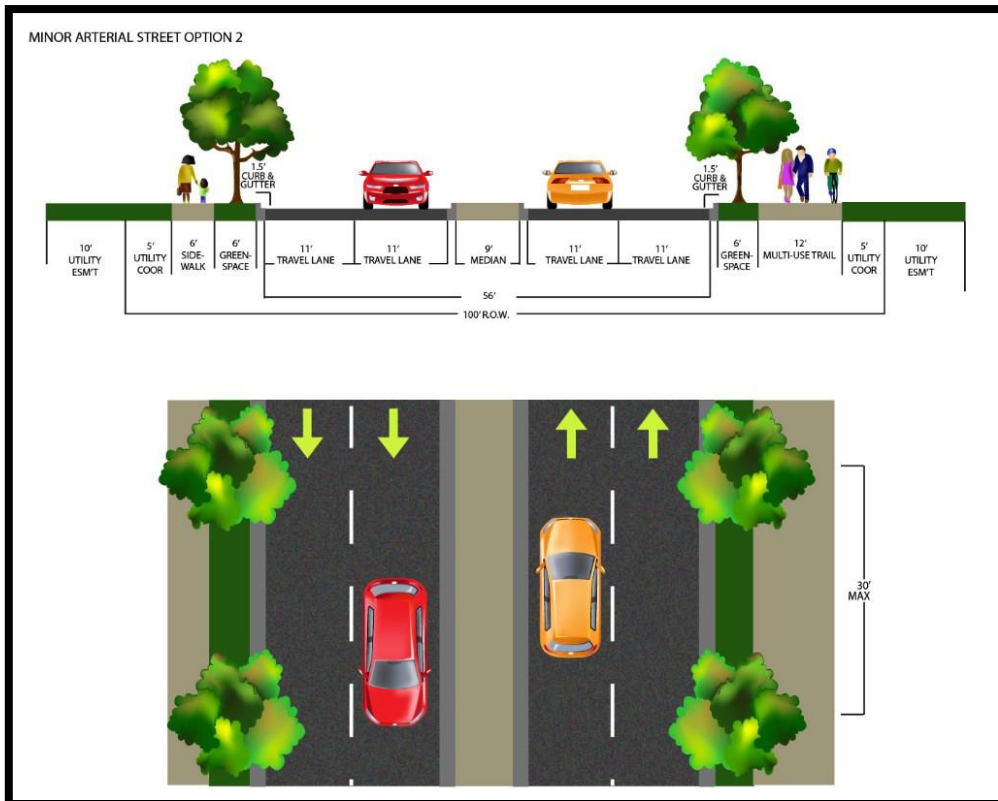 MINOR ARTERIAL STREET OPTION 2
1.5'
CURB &
GUTTER
1.5'
CURB &
GUTTER
10'
UTILITY
ESM'T
5'
UTILITY
COOR
6'
SIDE-
WALK
6'
GREEN-
SPACE
11'
TRAVEL LANE
11'
TRAVEL LANE
9'
MEDIAN
11'
TRAVEL LANE
11'
TRAVEL LANE
6'
GREEN-
SPACE
12'
MULTI-USE TRAIL
5'
UTILITY
COOR
10'
UTILITY
ESM'T
56'
100' R.O.W.
30'
MAX